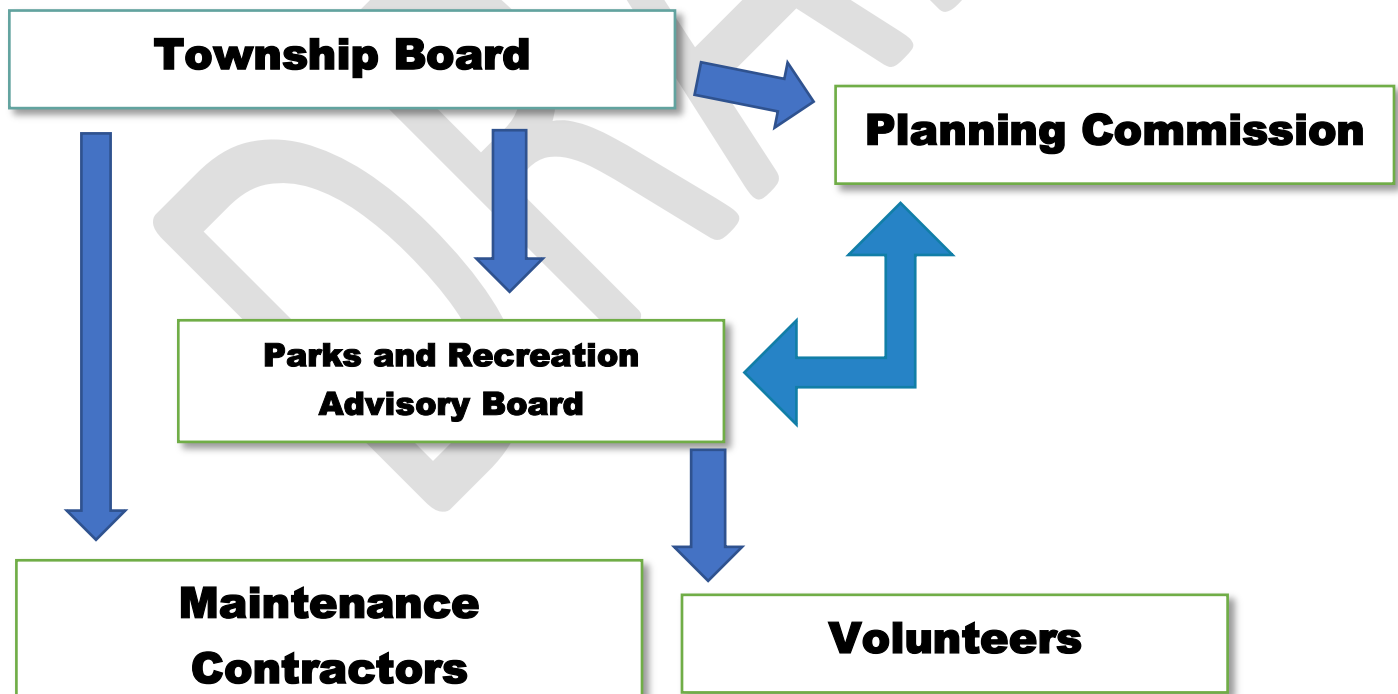 Township Board
Planning Commission
Parks and Recreation
Advisory Board
Maintenance
Contractors
Volunteers